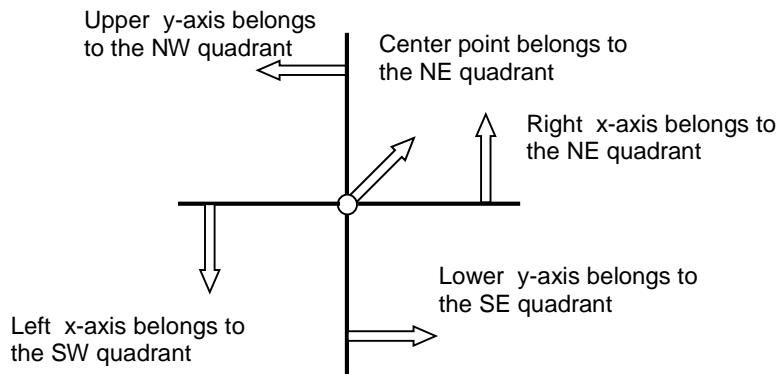 Upper y-axis belongs
to the NW quadrant
Center point belongs to
the NE quadrant
Right x-axis belongs to
the NE quadrant
Lower y-axis belongs to
the SE quadrant
Left x-axis belongs to
the SW quadrant